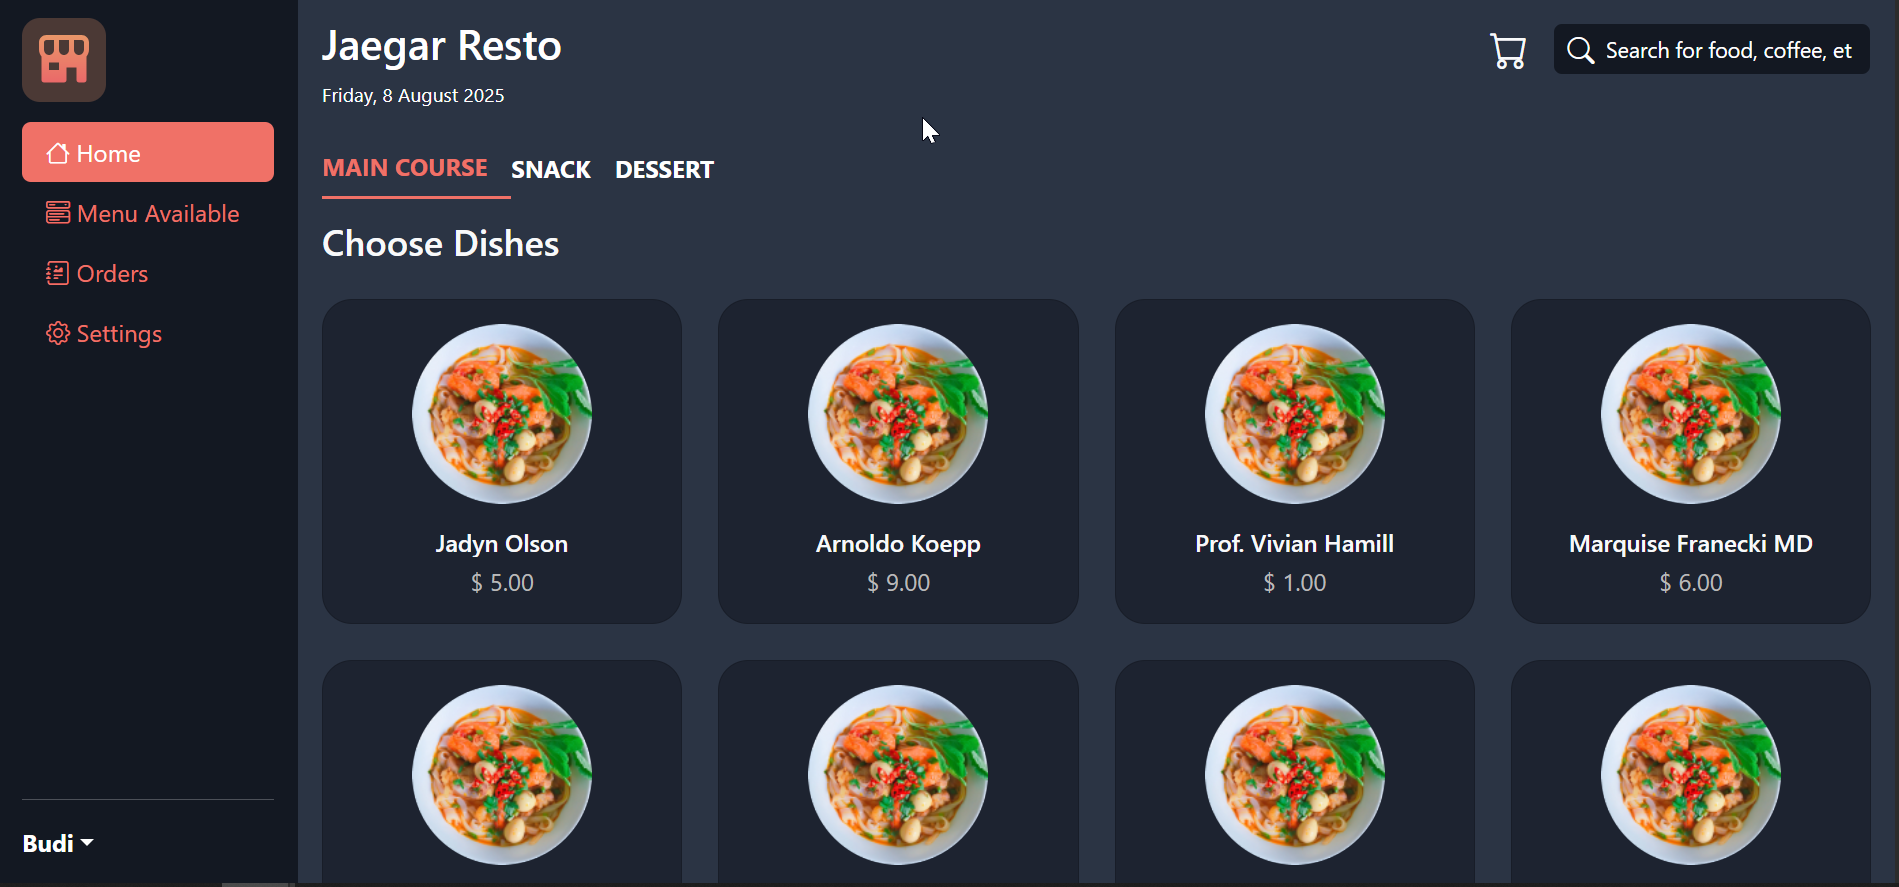 Jaegar Resto
Friday, 8 August 2025
Search for food, coffee, et
Home
Menu Available
Orders
Settings
Budi
MAIN COURSE SNACK DESSERT
Choose Dishes
Jadyn Olson
$ 5.00
Arnoldo Koepp
$ 9.00
Prof. Vivian Hamill
$ 1.00
Marquise Franecki MD
$ 6.00